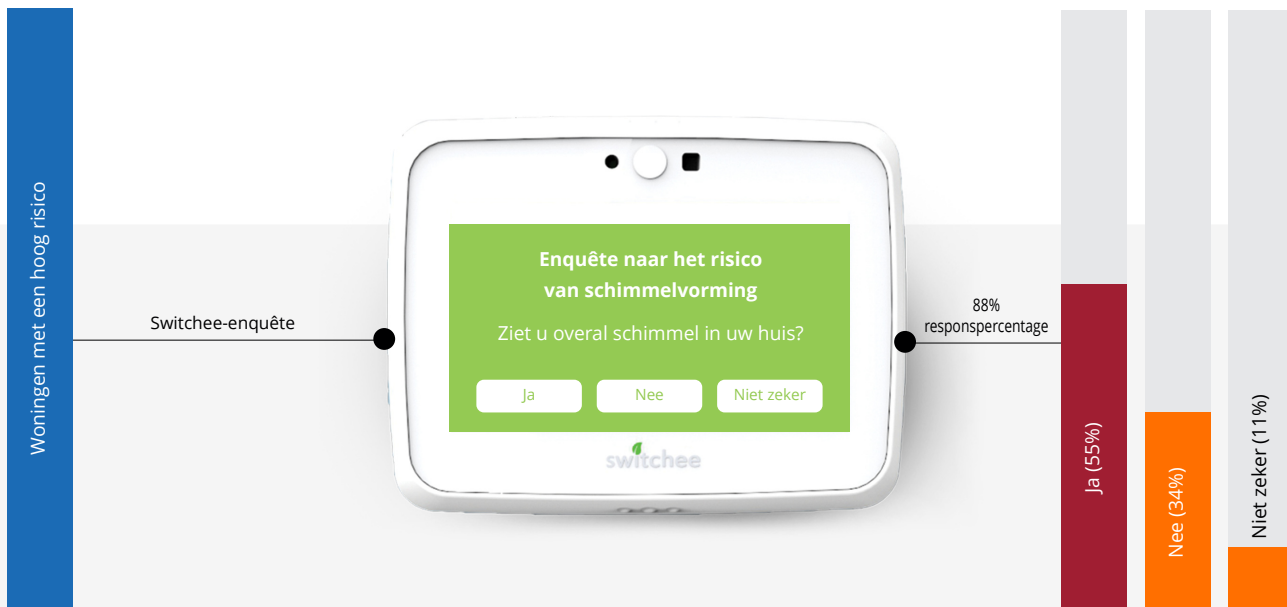 Woningen met een hoog risico
Switchee-enquête
Enquête naar het risico
van schimmelvorming
Ziet u overal schimmel in uw huis?
Ja
Nee
Niet zeker
switchee
88%
responspercentage
Ja (55%)
Nee (34%)
Niet zeker (11%)